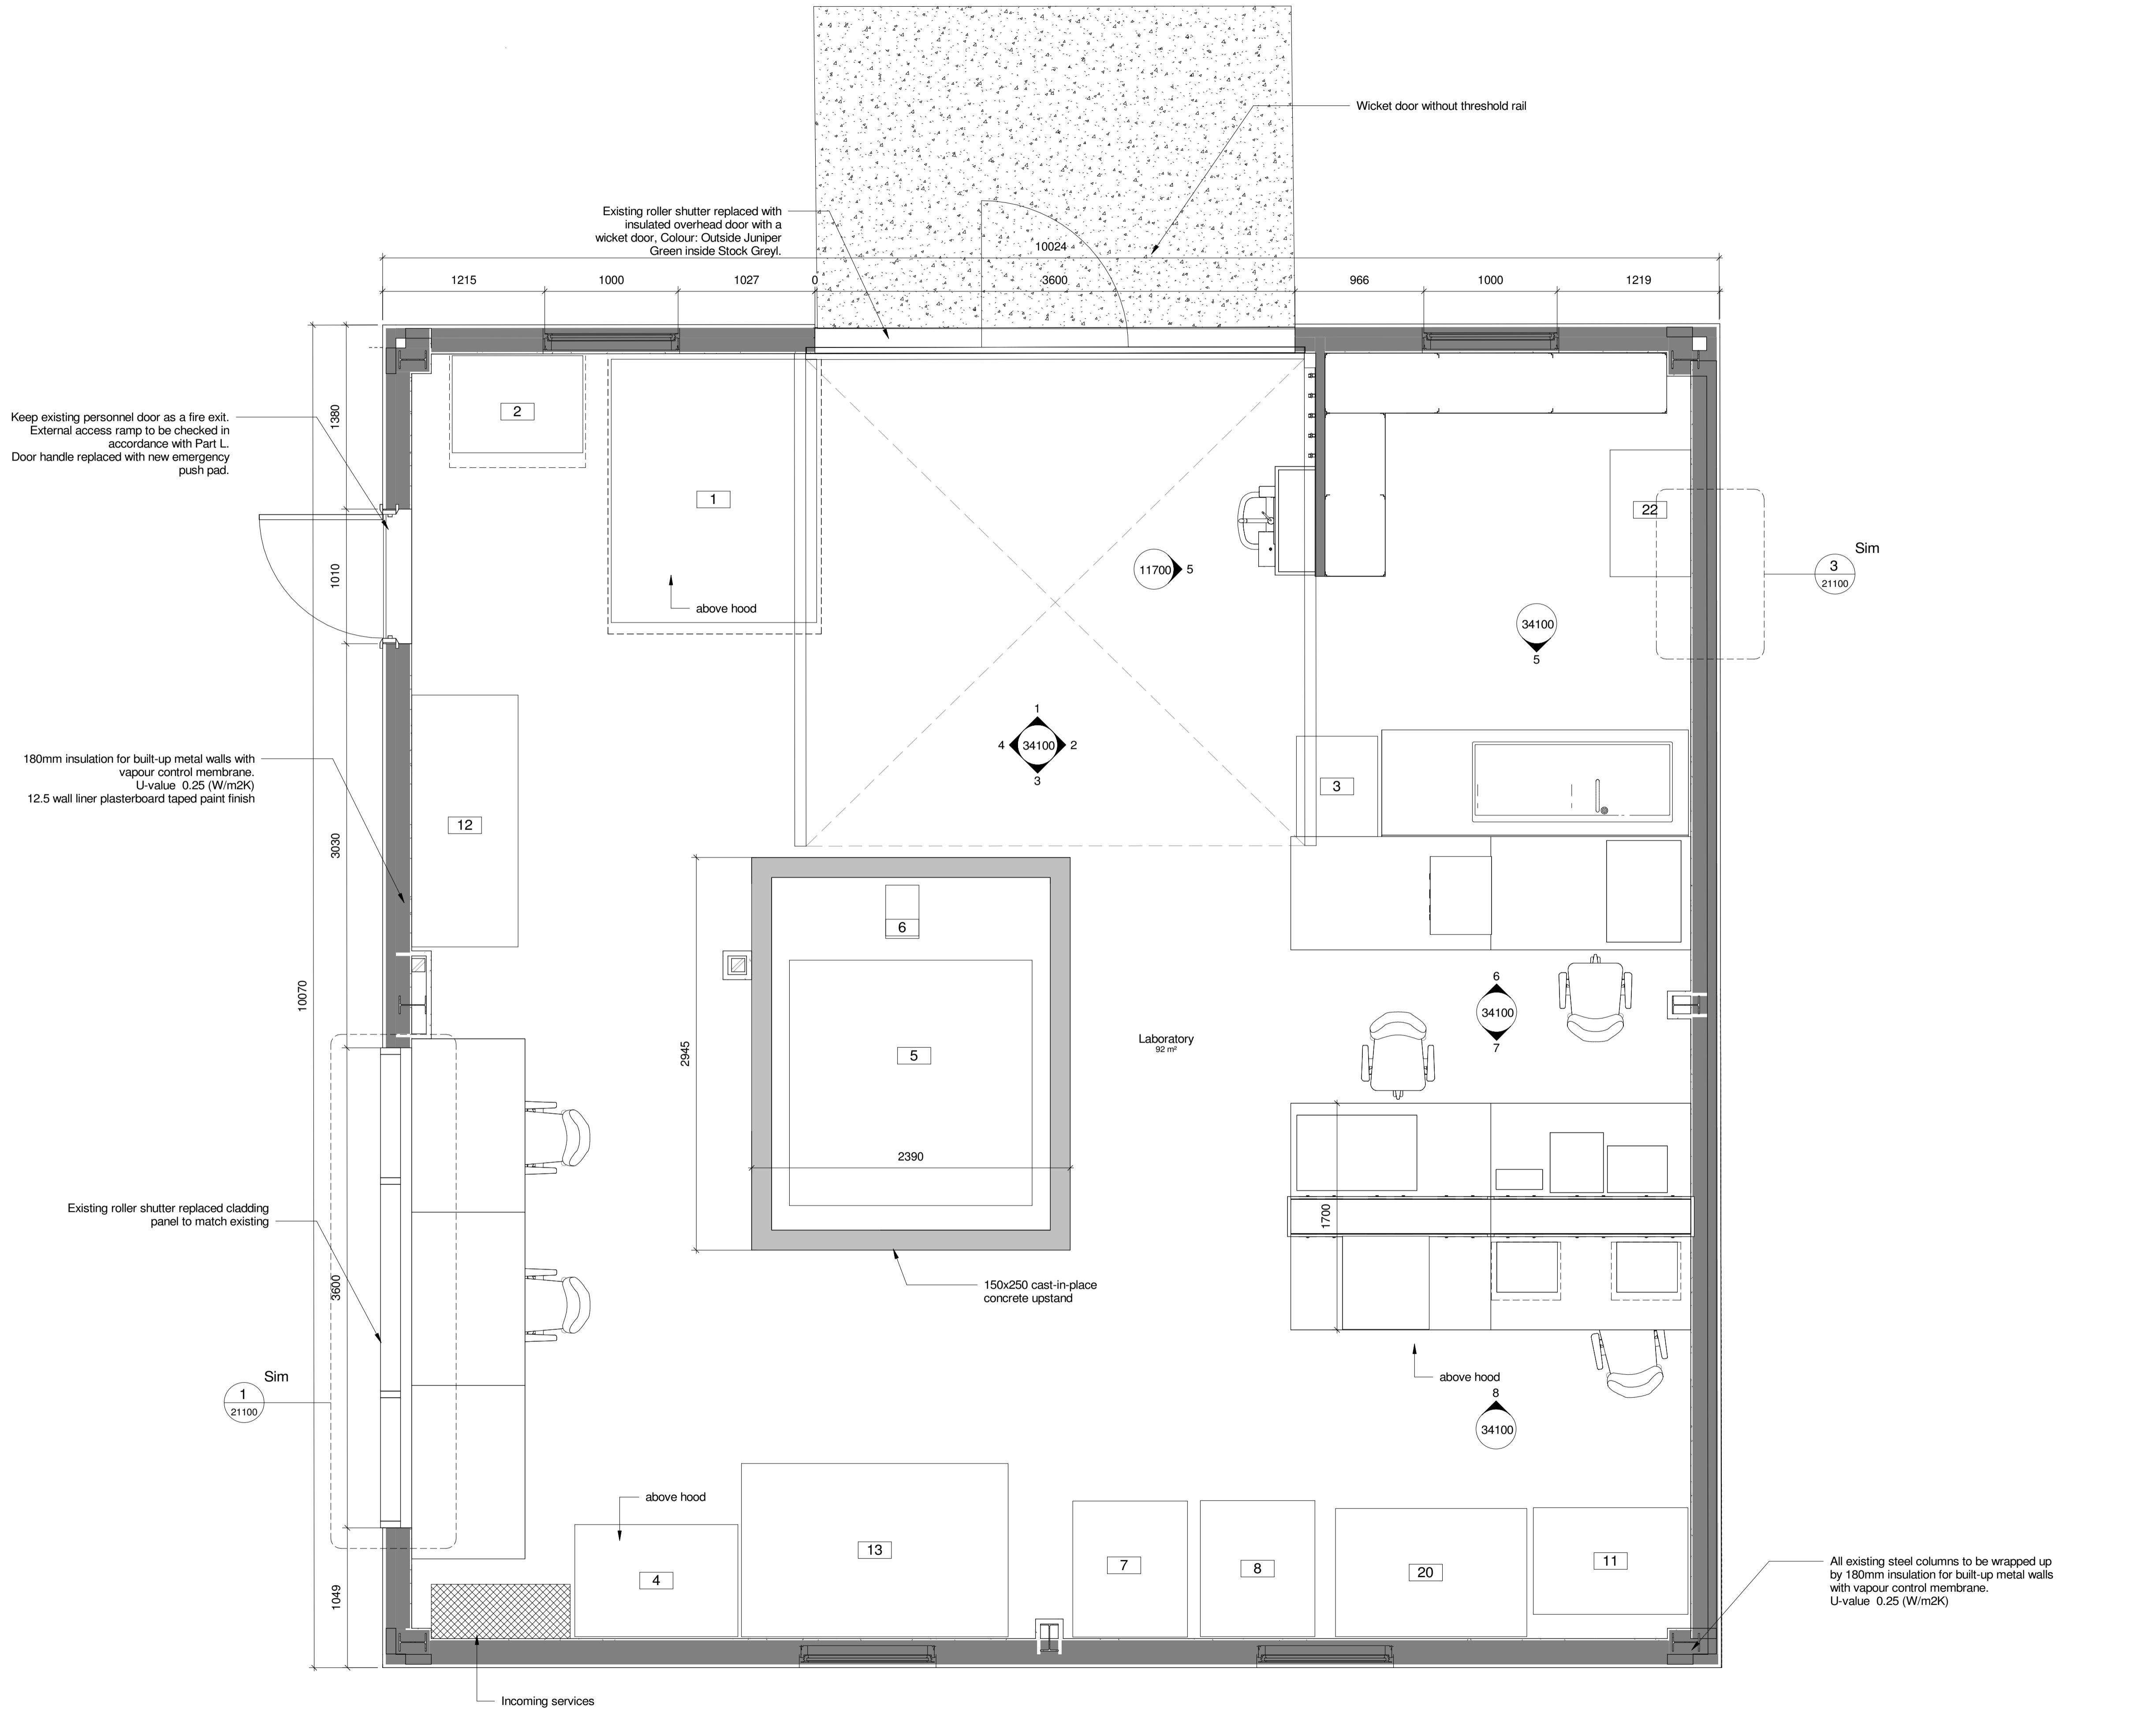 Wicket door without threshold rail
Existing roller shutter replaced with
insulated overhead door with a
wicket door, Colour: Outside Juniper
Green inside Stock Greyl.
10024
1215
1000
1027
0
3600
966
1000
1219
Keep existing personnel door as a fire exit.
External access ramp to be checked in
accordance with Part L.
Door handle replaced with new emergency
push pad.
1380
1010
3030
10070
3600
1049
2
1
above hood
22
11700
5
34100
5
Sim
3
21100
1
4
34100
2
3
180mm insulation for built-up metal walls with
vapour control membrane.
U-value 0.25 (W/m2K)
12.5 wall liner plasterboard taped paint finish
12
3
6
2945
5
2390
Laboratory
92 m²
6
34100
7
Existing roller shutter replaced cladding
panel to match existing
1700
150x250 cast-in-place
concrete upstand
Sim
1
21100
above hood
8
34100
above hood
4
13
7
8
20
11
All existing steel columns to be wrapped up
by 180mm insulation for built-up metal walls
with vapour control membrane.
U-value 0.25 (W/m2K)
Incoming services